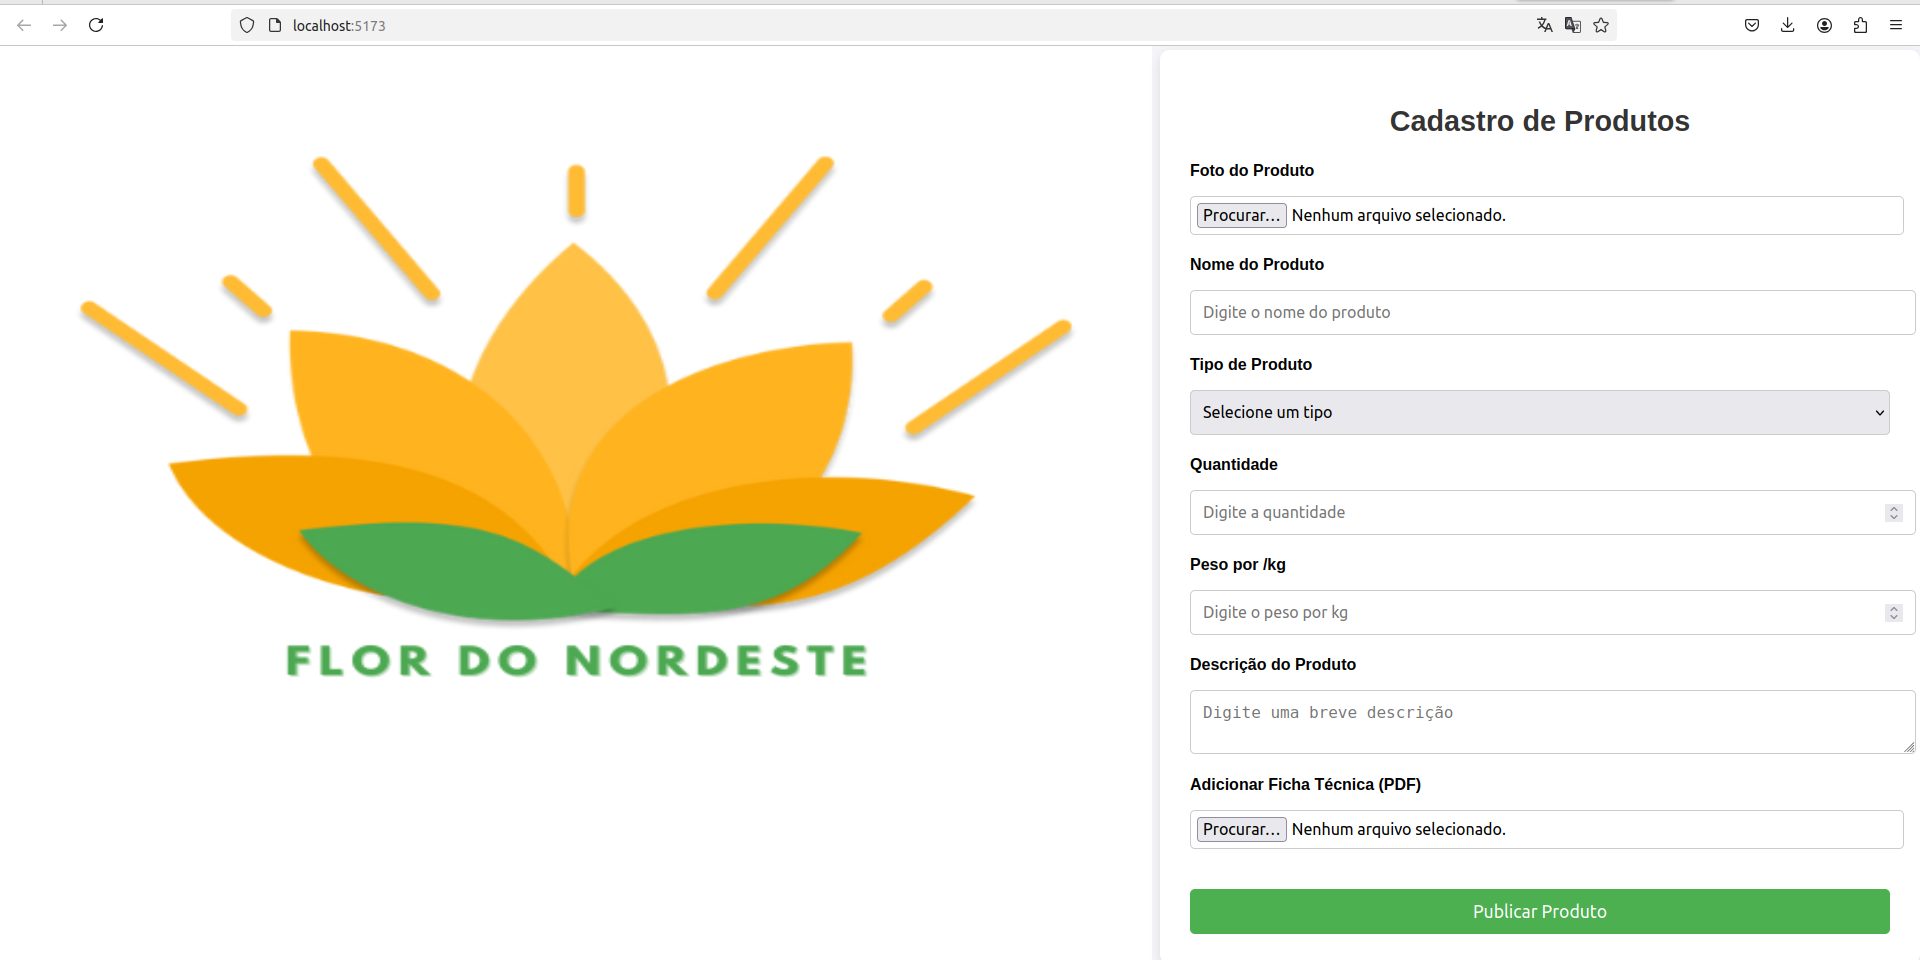 localhost:5173
FLOR DO NORDESTE
Cadastro de Produtos
Foto do Produto
Procurar... Nenhum arquivo selecionado.
Nome do Produto
Digite o nome do produto
Tipo de Produto
Selecione um tipo
Quantidade
Digite a quantidade
Peso por /kg
Digite o peso por kg
Descrição do Produto
Digite uma breve descrição
Adicionar Ficha Técnica (PDF)
Procurar... Nenhum arquivo selecionado.
Publicar Produto